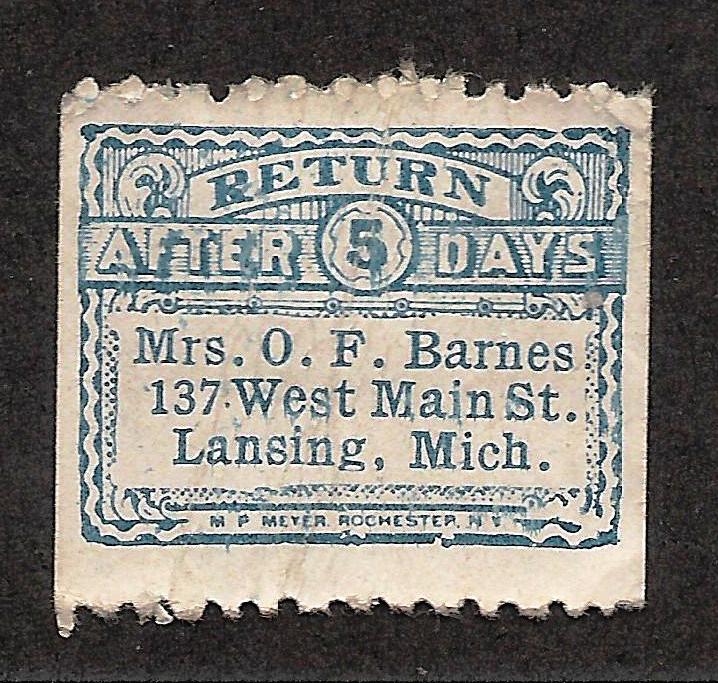 RETURN
AFTER 5 DAYS
Mrs. O. F. Barnes
137 West Main St.
Lansing, Mich.
M P MEYER, ROCHESTER, N Y